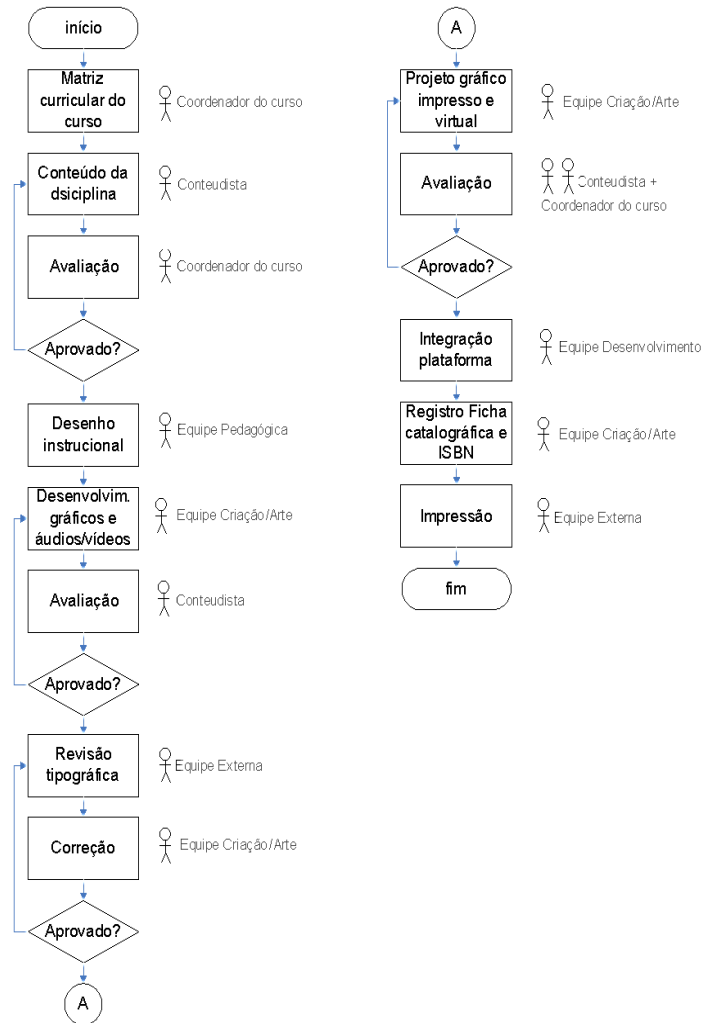 início
Matriz
curricular do
curso
Coordenador do curso
Conteúdo da
dsiciplina
Conteudista
Avaliação
Coordenador do curso
Aprovado?
Desenho
instrucional
Equipe Pedagógica
Desenvolvim.
gráficos e
áudios/vídeos
Equipe Criação/Arte
Avaliação
Conteudista
Aprovado?
Revisão
tipográfica
Equipe Externa
Correção
Equipe Criação/Arte
Aprovado?
A
A
Projeto gráfico
impresso e
virtual
Equipe Criação/Arte
Avaliação
Conteudista +
Coordenador do curso
Aprovado?
Integração
plataforma
Equipe Desenvolvimento
Registro Ficha
catalográfica e
ISBN
Equipe Criação/Arte
Impressão
Equipe Externa
fim